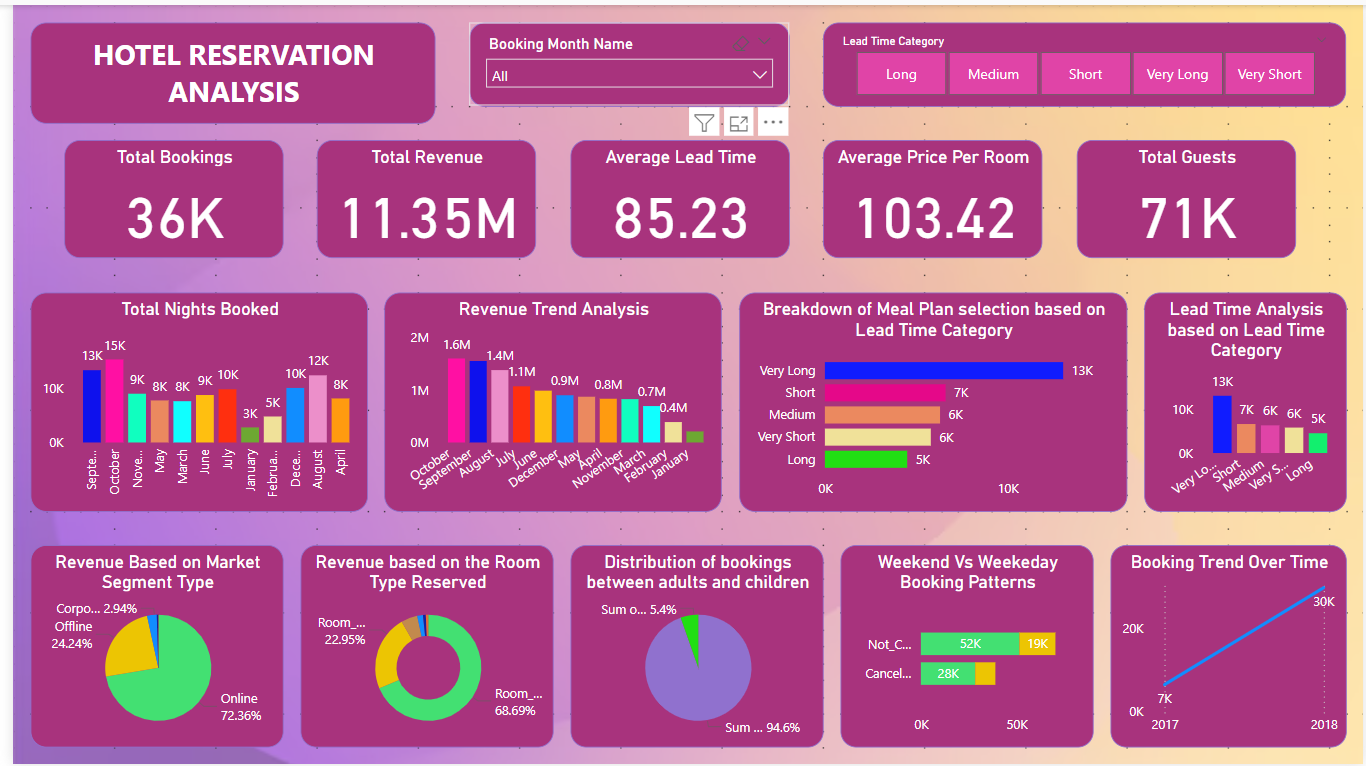 HOTEL RESERVATION
ANALYSIS
Booking Month Name
All
Lead Time Category
Long Medium Short Very Long Very Short
Total Bookings
36K
Total Revenue
11.35M
Average Lead Time
85.23
Average Price Per Room
103.42
Total Guests
71K
Total Nights Booked
10K
0K
13K 15K 9K 8K 8K 9K 10K 3K 5K 10K 12K 8K
Septe... October Nove... May March June July January Februa... Dece... August April
Revenue Trend Analysis
2M
1M
0M
1.6M 1.4M 1.1M 0.9M 0.8M 0.7M 0.4M
October September August July June December May April November March February January
Breakdown of Meal Plan selection based on
Lead Time Category
Very Long 13K
Short 7K
Medium 6K
Very Short 6K
Long 5K
0K 10K
Lead Time Analysis
based on Lead Time
Category
10K
0K
13K 7K 6K 6K 5K
Very Lo... Short Medium Very S... Long
Revenue Based on Market
Segment Type
Corpo... 2.94%
Offline
24.24%
Online
72.36%
Revenue based on the Room
Type Reserved
Room_...
22.95%
Room_...
68.69%
Distribution of bookings
between adults and children
Sum o... 5.4%
Sum ... 94.6%
Weekend Vs Weekeday
Booking Patterns
Not_C... 52K 19K
Cancel... 28K
0K 50K
Booking Trend Over Time
30K
20K
7K
0K
2017 2018